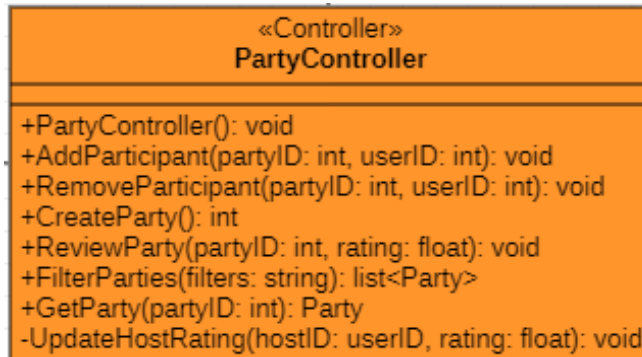 «Controller»
PartyController
+PartyController(): void
+AddParticipant(partyID: int, userID: int): void
+RemoveParticipant(partyID: int, userID: int): void
+CreateParty(): int
+ReviewParty(partyID: int, rating: float): void
+FilterParties(filters: string): list<Party>
+GetParty(partyID: int): Party
-UpdateHostRating(hostID: userID, rating: float): void